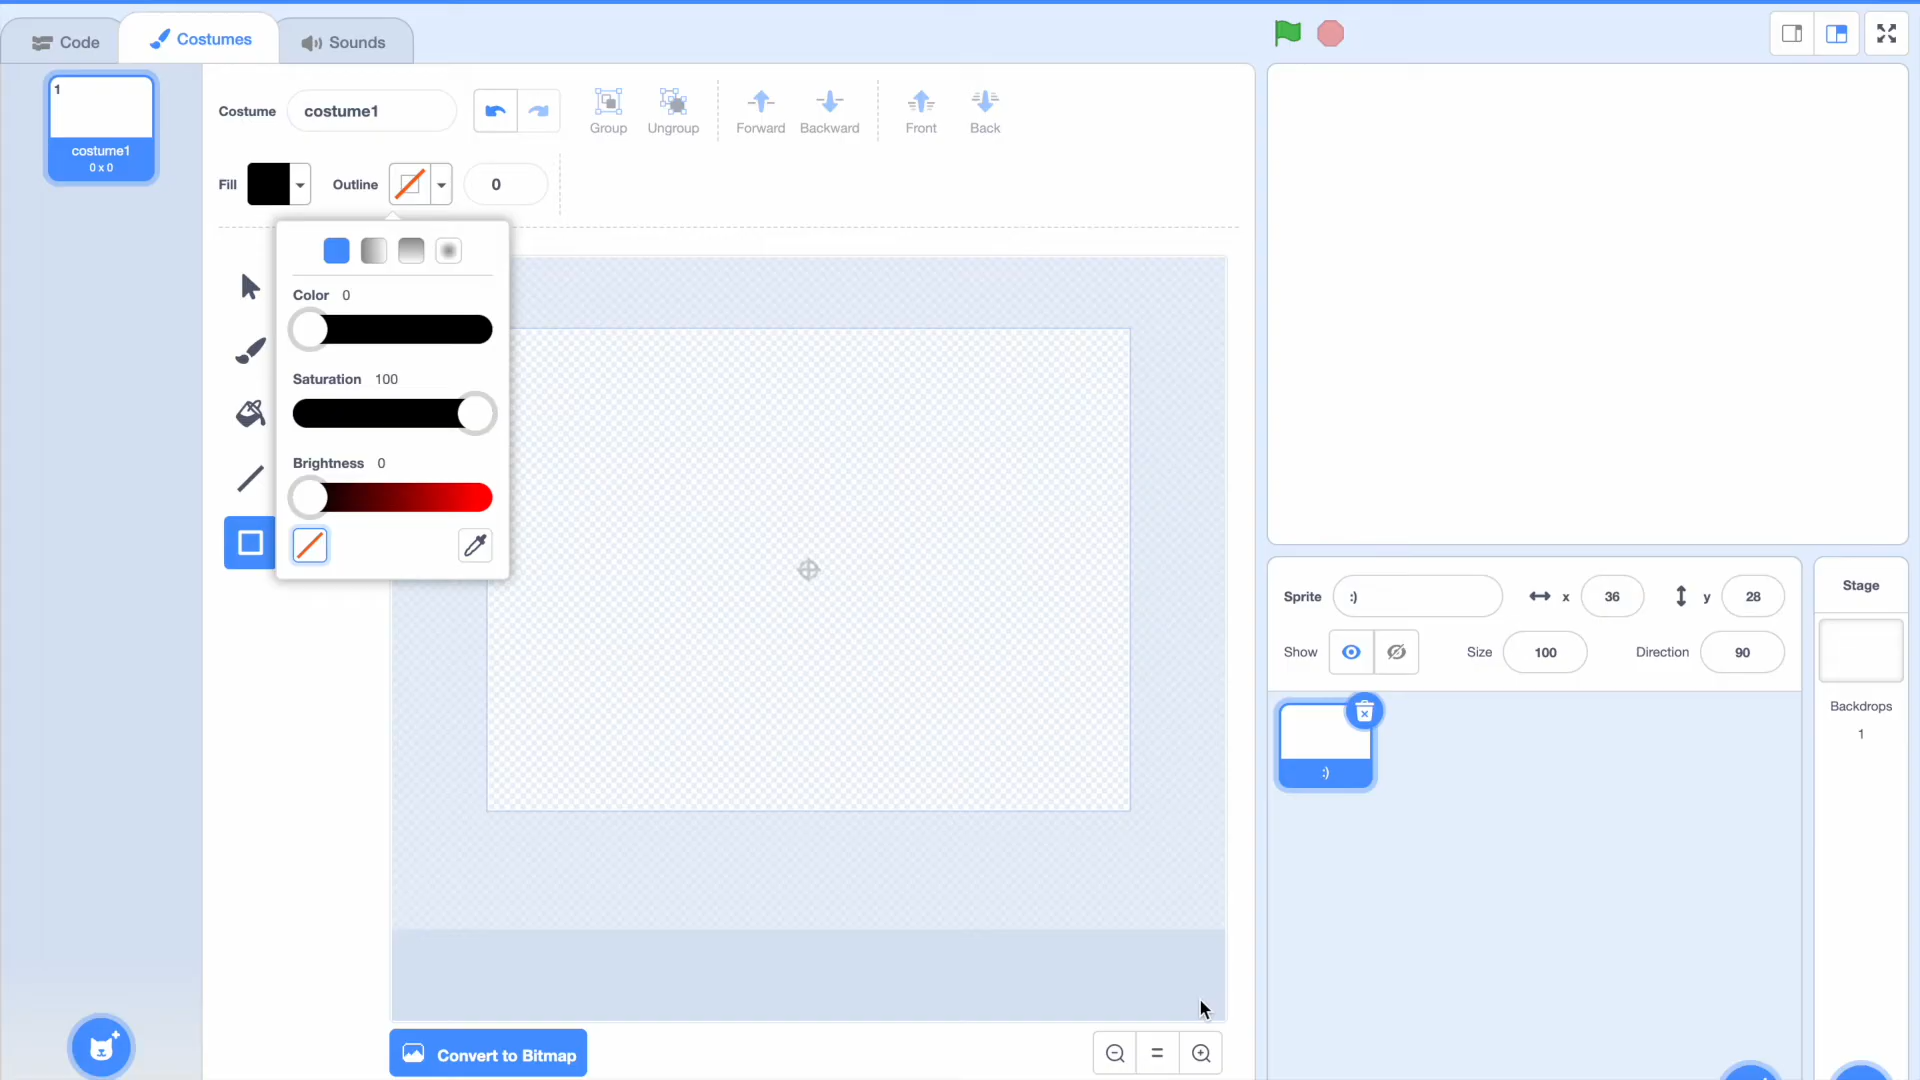 Code
Costumes
Sounds
1
costume1
0 x 0
Costume
costume1
Group
Ungroup
Forward
Backward
Front
Back
Fill
Outline
0
Color 0
Saturation 100
Brightness 0
Convert to Bitmap
Sprite
:)
x
36
y
28
Show
Size
100
Direction
90
:)
Stage
Backdrops
1